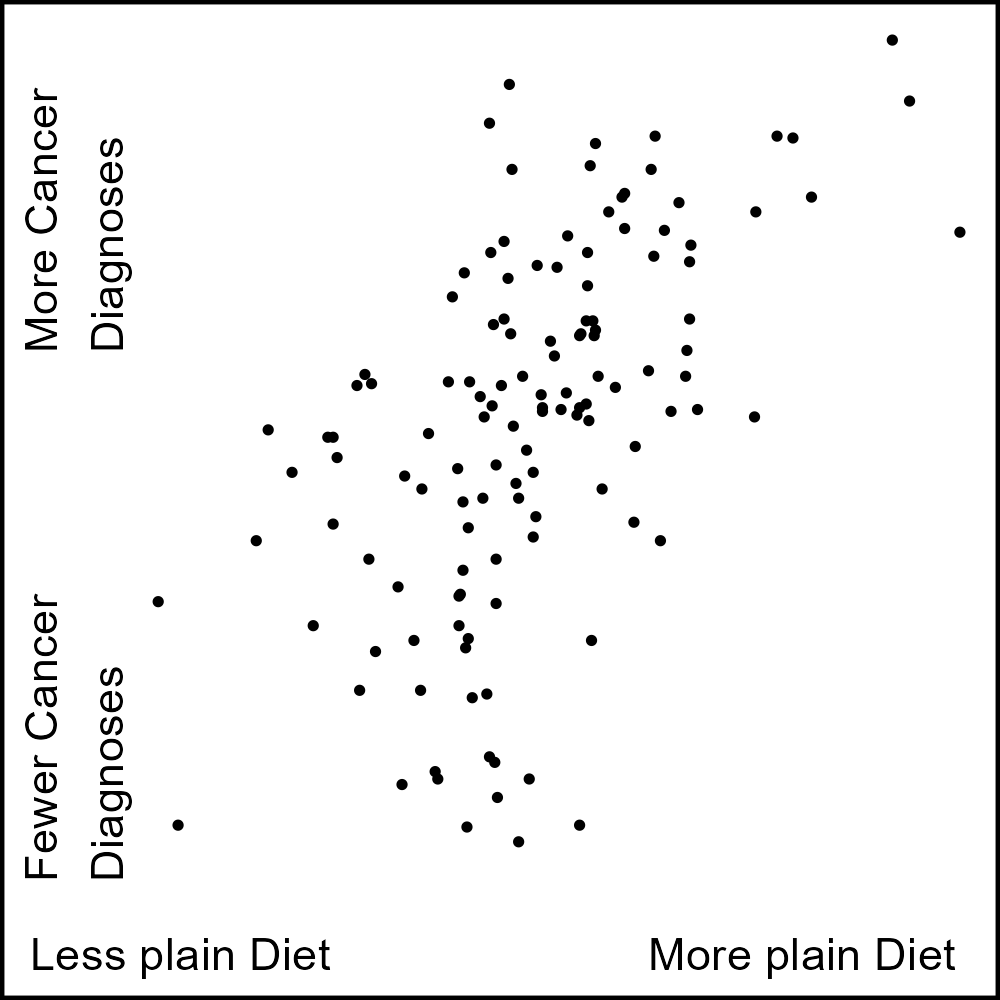 More Cancer
Diagnoses
Fewer Cancer
Diagnoses
Less plain Diet
More plain Diet